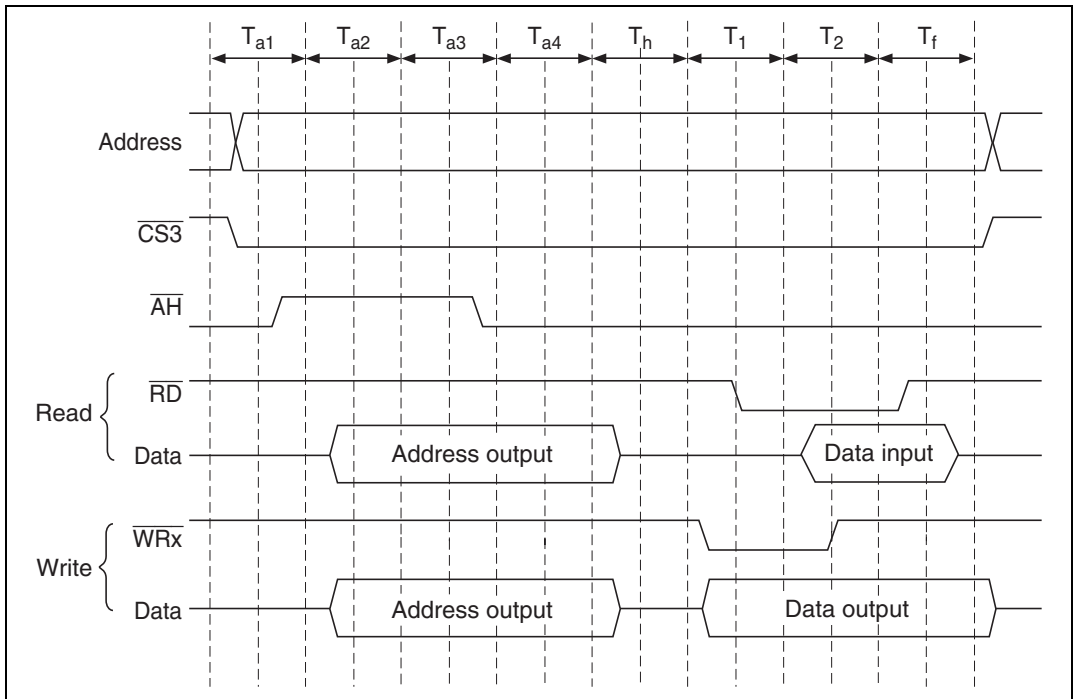 Ta1 Ta2 Ta3 Ta4 Th T1 T2 Tf
Address
CS3
AH
Read
RD
Data Address output Data input
Write
WRx
Data Address output Data output